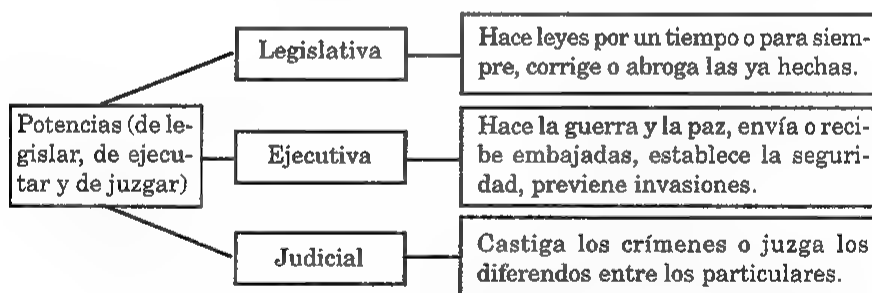 Potencias (de le-
gislar, de ejecu-
tar y de juzgar)
Legislativa
Hace leyes por un tiempo o para siem-
pre, corrige o abroga las ya hechas.
Ejecutiva
Hace la guerra y la paz, envía o reci-
be embajadas, establece la seguri-
dad, previene invasiones.
Judicial
Castiga los crímenes o juzga los
diferendos entre los particulares.